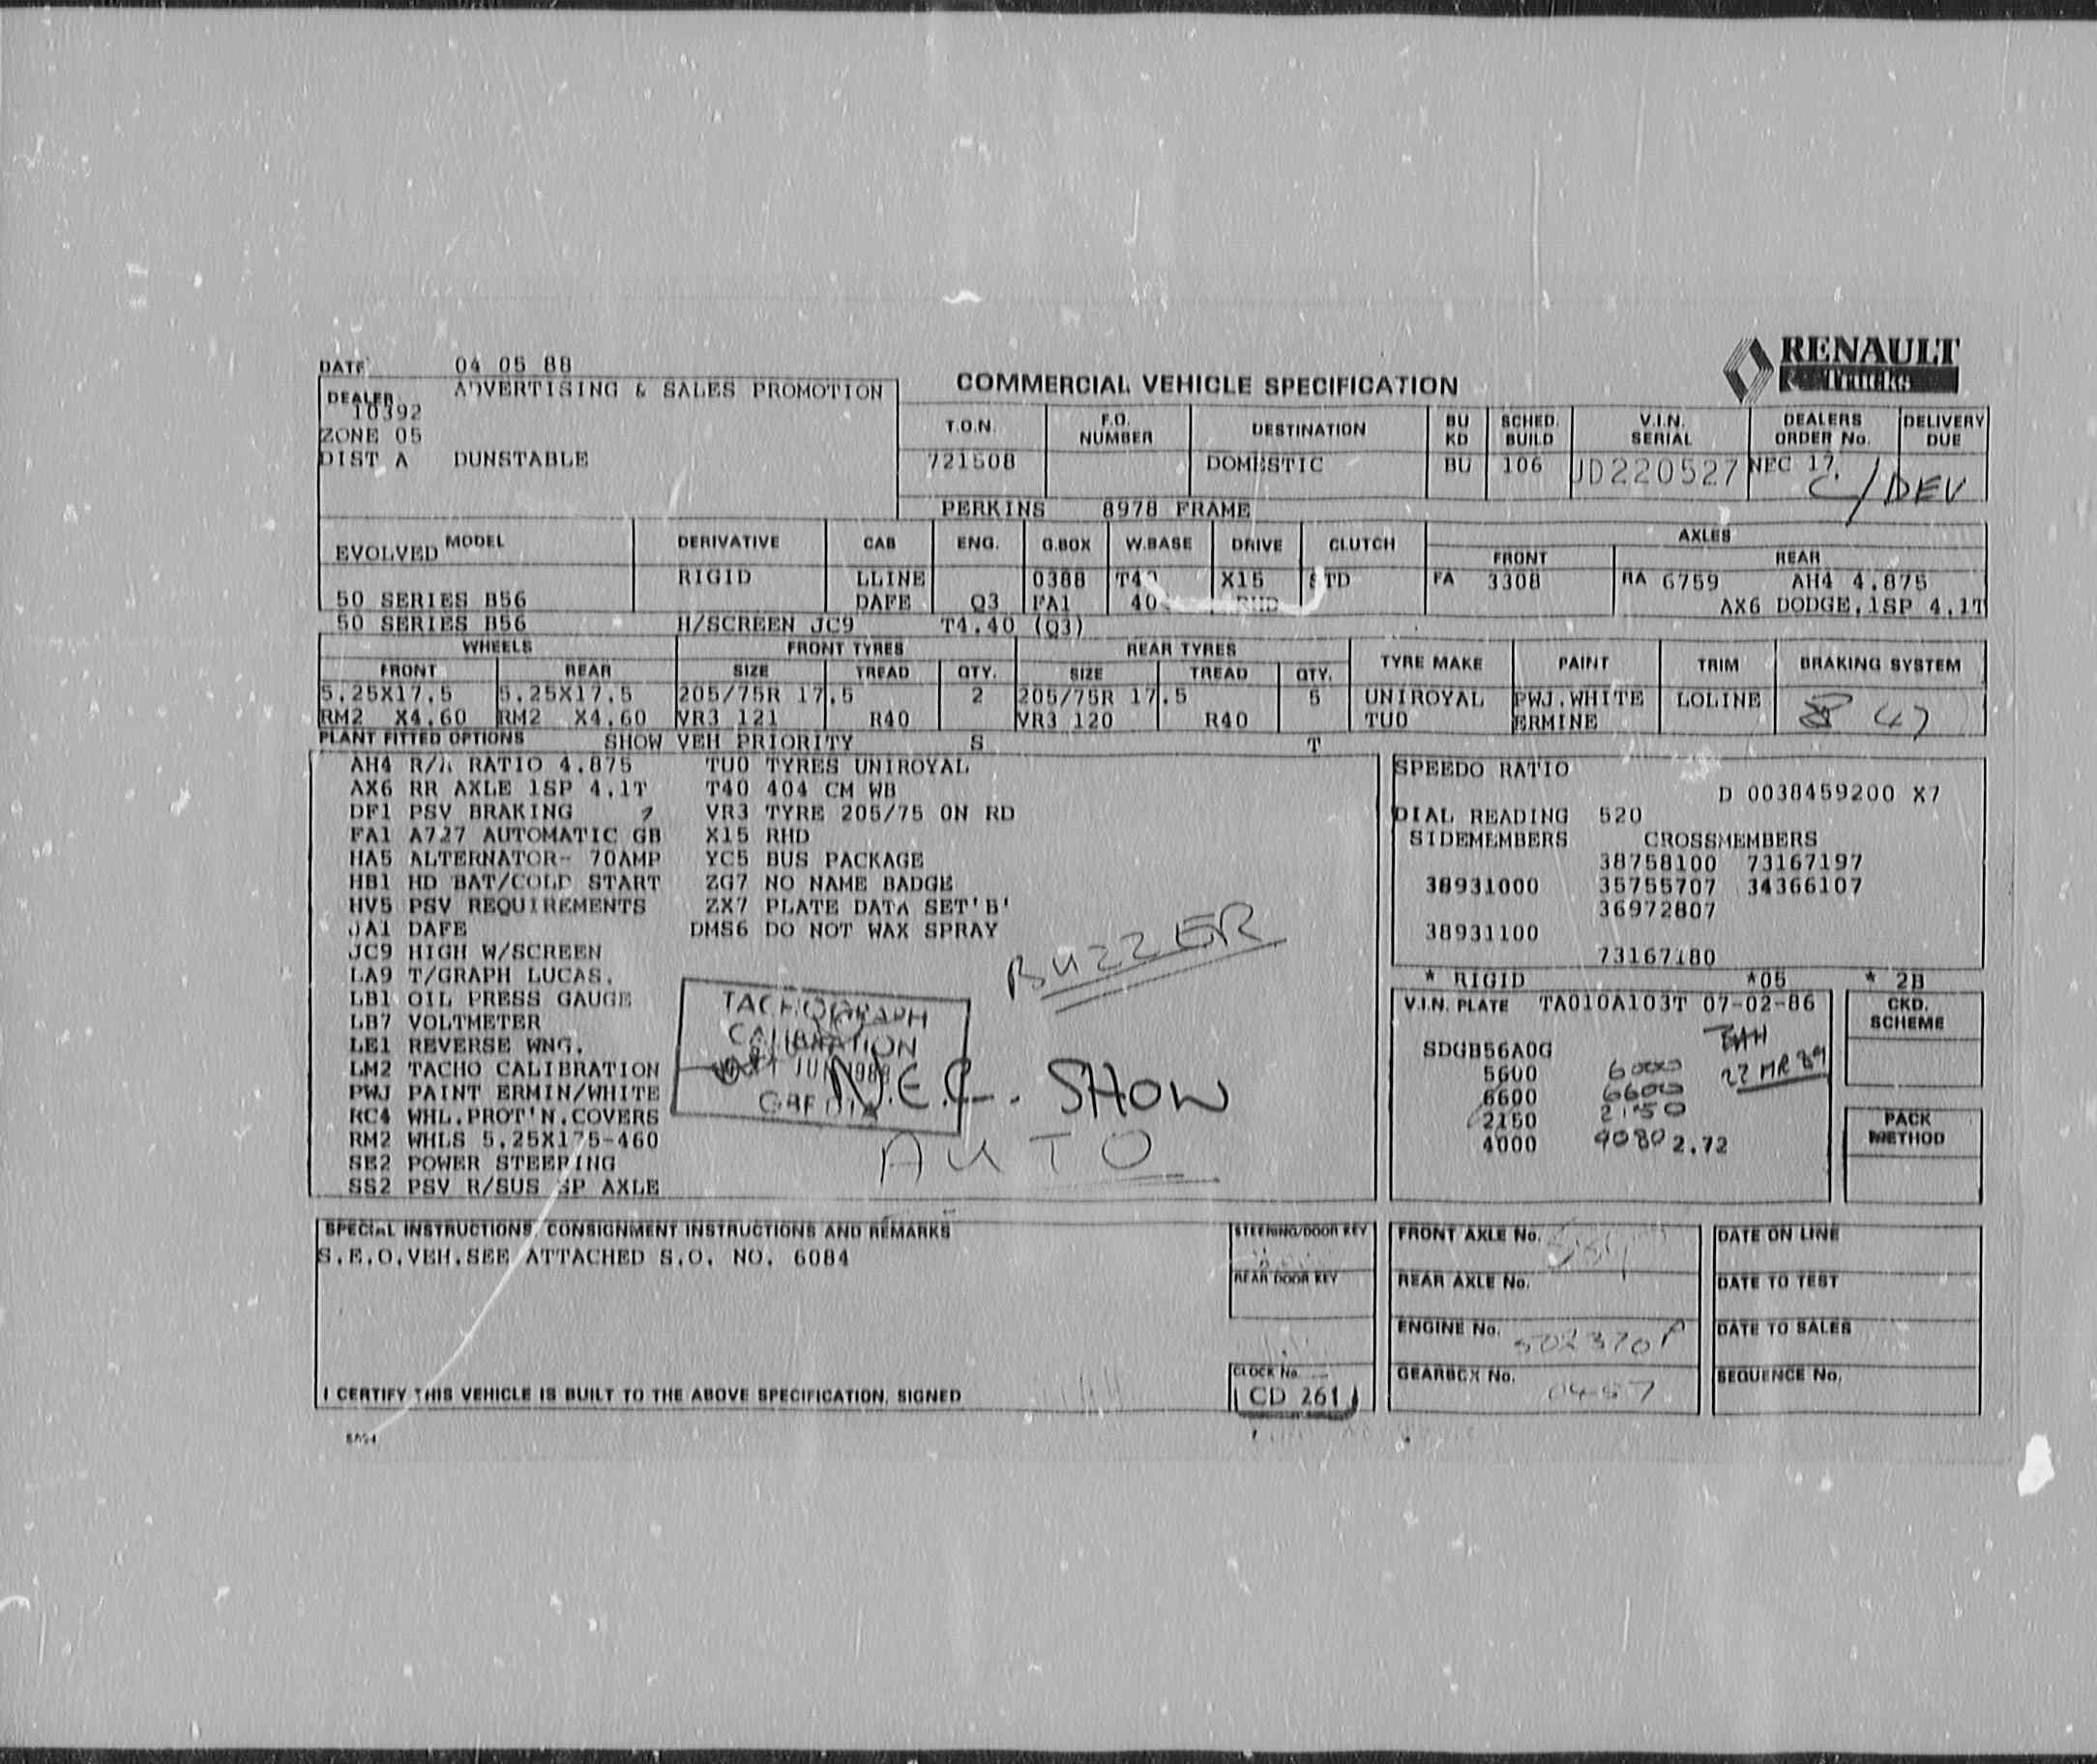 RENAULT
Trucks
DATE 04 05 88
DEALER ADVERTISING & SALES PROMOTION
10392
ZONE 05
DIST A DUNSTABLE
COMMERCIAL VEHICLE SPECIFICATION
T.O.N. F.O. NUMBER DESTINATION BU KD SCHED. BUILD V.I.N. SERIAL DEALERS ORDER No. DELIVERY DUE
721508 DOMESTIC BU 106 JD220527 NEC 17
C/DEV
PERKINS 8978 FRAME
MODEL DERIVATIVE CAB ENG. G.BOX W.BASE DRIVE CLUTCH AXLES
FRONT REAR
EVOLVED RIGID LLINE 0388 X15 STD FA 3308 RA 6759 AH4 4.875
50 SERIES B56 DAFE Q3 FA1 40 RHD AX6 DODGE,1SP 4.1T
50 SERIES B56 H/SCREEN JC9 T4.40 (Q3)
WHEELS FRONT TYRES REAR TYRES TYRE MAKE PAINT TRIM BRAKING SYSTEM
FRONT REAR SIZE TREAD QTY. SIZE TREAD QTY.
5.25X17.5 5.25X17.5 205/75R 17.5 2 205/75R 17.5 5 UNIROYAL PWJ.WHITE LOLINE
RM2 X4.60 RM2 X4.60 VR3 121 R40 VR3 120 R40 TU0 ERMINE
47
PLANT FITTED OPTIONS SHOW VEH PRIORITY S T
AH4 R/A RATIO 4.875 TU0 TYRES UNIROYAL
AX6 RR AXLE 1SP 4.1T T40 404 CM WB
DF1 PSV BRAKING VR3 TYRE 205/75 ON RD
FA1 A727 AUTOMATIC GB X15 RHD
HA5 ALTERNATOR- 70AMP YC5 BUS PACKAGE
HB1 HD BAT/COLD START ZG7 NO NAME BADGE
HV5 PSV REQUIREMENTS ZX7 PLATE DATA SET'B'
JA1 DAFE DMS6 DO NOT WAX SPRAY
JC9 HIGH W/SCREEN
LA9 T/GRAPH LUCAS.
LB1 OIL PRESS GAUGE
LB7 VOLTMETER
LE1 REVERSE WNG.
LM2 TACHO CALIBRATION
PWJ PAINT ERMIN/WHITE
RC4 WHL.PROT'N.COVERS
RM2 WHLS 5.25X175-460
SE2 POWER STEERING
SS2 PSV R/SUS SP AXLE
BUZZER
TACHOGRAPH
CALIBRATION
N.E.C. SHOW
AUTO
SPEEDO RATIO
D 0038459200 X7
DIAL READING 520
SIDEMEMBERS CROSSMEMBERS
38758100 73167197
38931000 35755707 34366107
36972807
38931100
73167180
* RIGID *05 * 2B
V.I.N. PLATE TA010A103T 07-02-86
SDGB56A0G
5600 6000 22 MR 89
6600 6600
2150 2150
4000 4080 2.72
CKD. SCHEME
PACK METHOD
SPECIAL INSTRUCTIONS, CONSIGNMENT INSTRUCTIONS AND REMARKS
S.E.O.VEH.SEE ATTACHED S.O. NO. 6084
I CERTIFY THIS VEHICLE IS BUILT TO THE ABOVE SPECIFICATION. SIGNED
STEERING/DOOR KEY
REAR DOOR KEY
CLOCK No.
CD 261
FRONT AXLE No.
REAR AXLE No.
ENGINE No. 502370P
GEARBOX No. 0457
DATE ON LINE
DATE TO TEST
DATE TO SALES
SEQUENCE No.